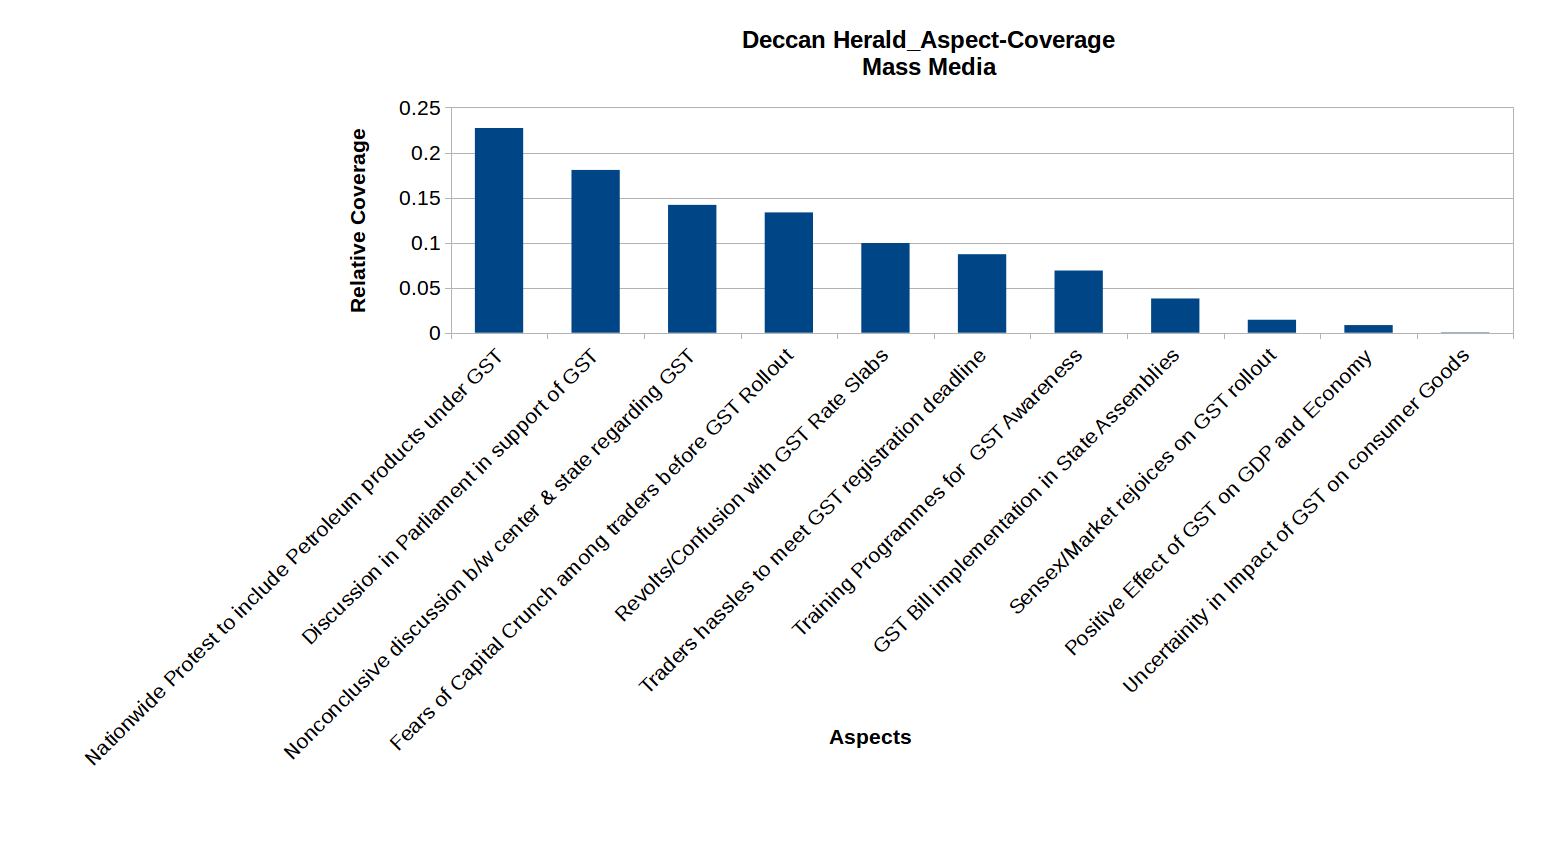 Deccan Herald_Aspect-Coverage
Mass Media
Relative Coverage
0.25
0.2
0.15
0.1
0.05
0
Nationwide Protest to include Petroleum products under GST
Discussion in Parliament in support of GST
Nonconclusive discussion b/w center & state regarding GST
Fears of Capital Crunch among traders before GST Rollout
Revolts/Confusion with GST Rate Slabs
Traders hassles to meet GST registration deadline
Training Programmes for  GST Awareness
GST Bill implementation in State Assemblies
Sensex/Market rejoices on GST rollout
Positive Effect of GST on GDP and Economy
Uncertainity in Impact of GST on consumer Goods
Aspects